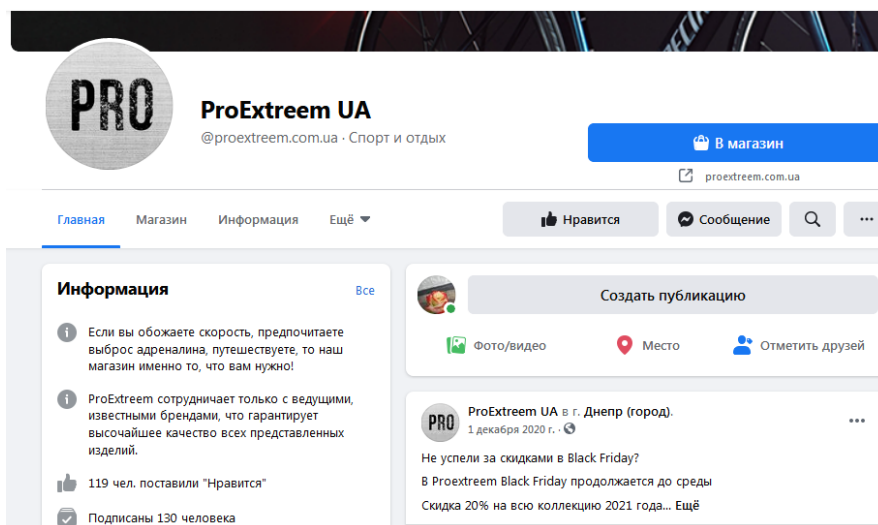 PRO
ProExtreem UA
@proextreem.com.ua · Спорт и отдых
В магазин
proextreem.com.ua
Главная
Магазин
Информация
Ещё
Нравится
Сообщение
Информация
Все
Если вы обожаете скорость, предпочитаете
выброс адреналина, путешествуете, то наш
магазин именно то, что вам нужно!
ProExtreem сотрудничает только с ведущими,
известными брендами, что гарантирует
высочайшее качество всех представленных
изделий.
119 чел. поставили "Нравится"
Подписаны 130 человека
Создать публикацию
Фото/видео
Место
Отметить друзей
PRO
ProExtreem UA в г. Днепр (город).
1 декабря 2020 г. ·
Не успели за скидками в Black Friday?
В Proextreem Black Friday продолжается до среды
Скидка 20% на всю коллекцию 2021 года... Ещё